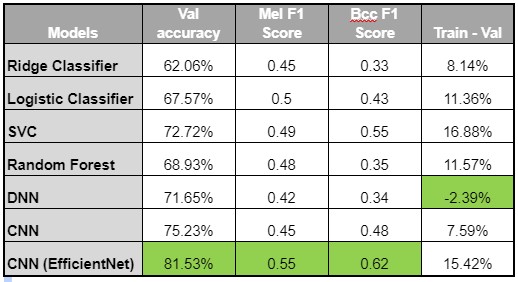 Models Val accuracy Mel F1 Score Bcc F1 Score Train - Val
Ridge Classifier 62.06% 0.45 0.33 8.14%
Logistic Classifier 67.57% 0.5 0.43 11.36%
SVC 72.72% 0.49 0.55 16.88%
Random Forest 68.93% 0.48 0.35 11.57%
DNN 71.65% 0.42 0.34 -2.39%
CNN 75.23% 0.45 0.48 7.59%
CNN (EfficientNet) 81.53% 0.55 0.62 15.42%